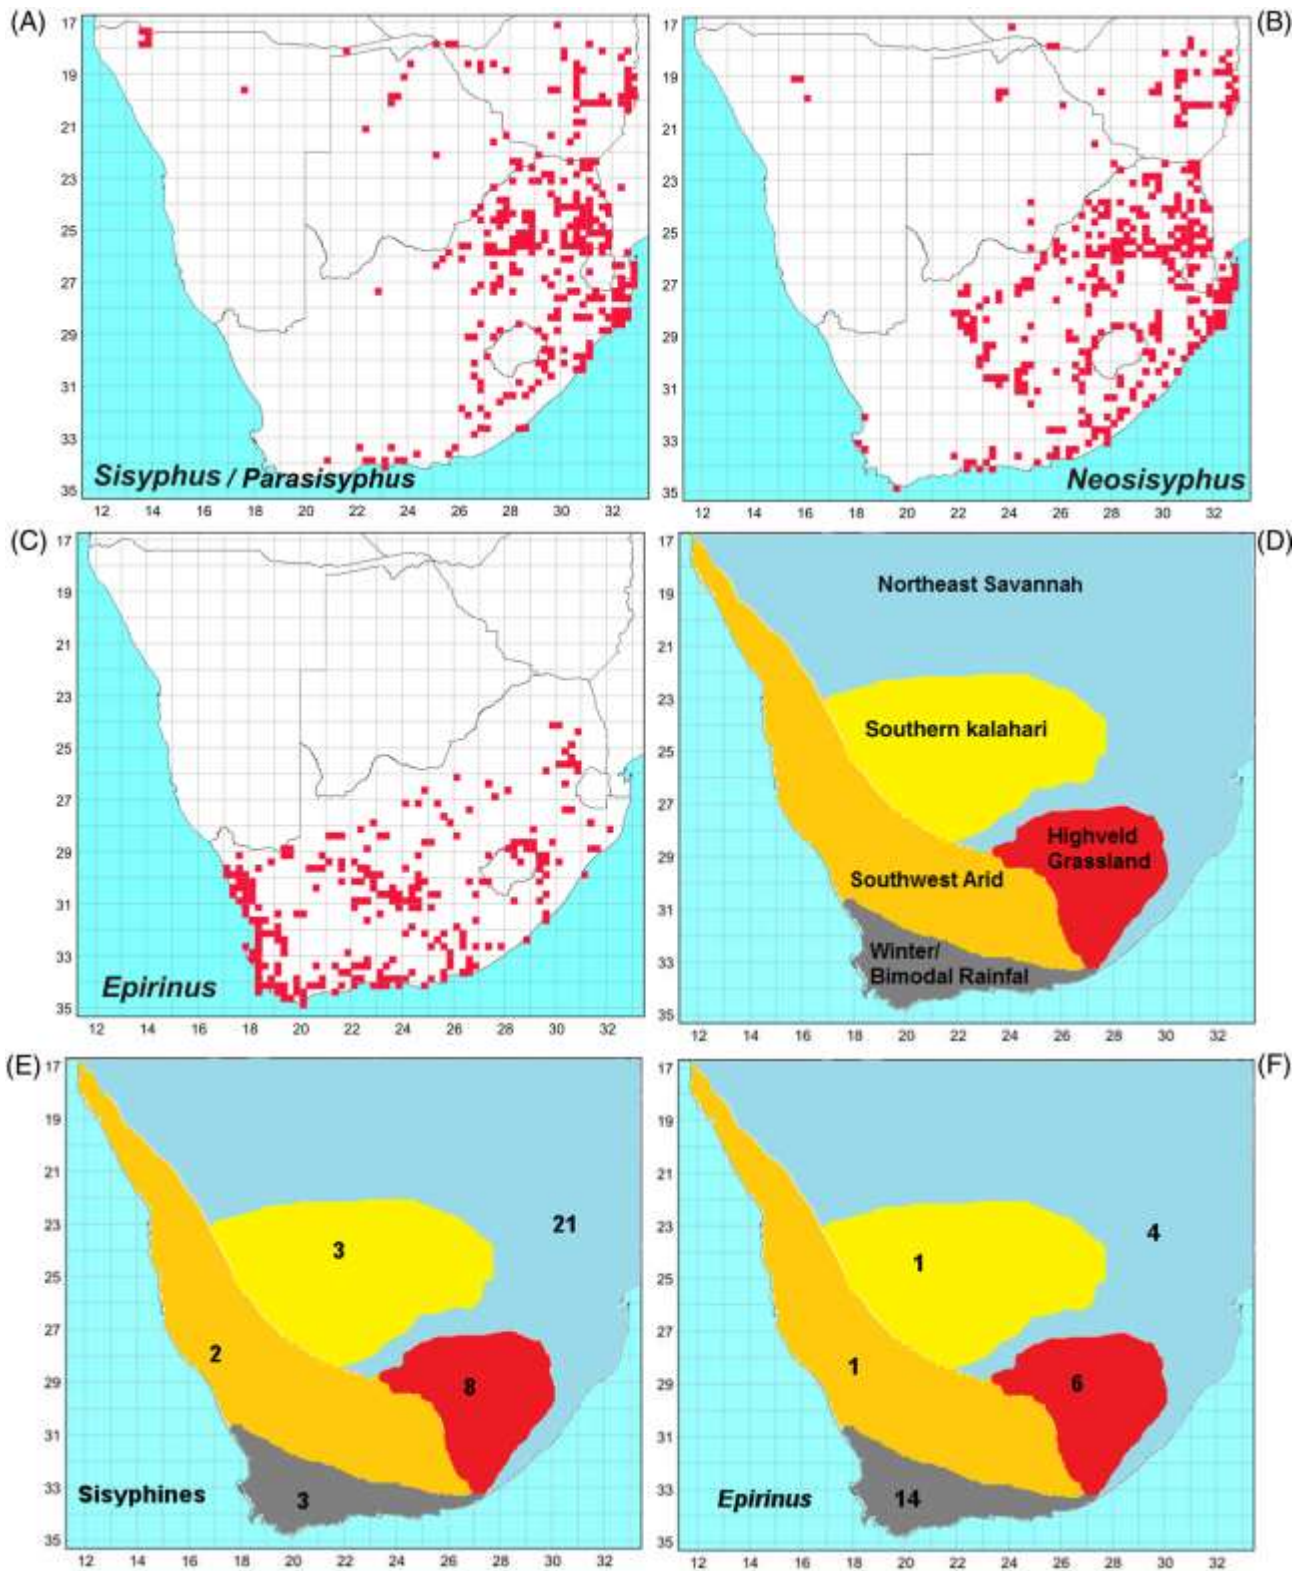 (A)
17
19
21
23
25
27
29
31
33
35
Sisyphus / Parasisyphus
12 14 16 18 20 22 24 26 28 30 32
(B)
17
19
21
23
25
27
29
31
33
35
Neosisyphus
12 14 16 18 20 22 24 26 28 30 32
(C)
17
19
21
23
25
27
29
31
33
35
Epirinus
12 14 16 18 20 22 24 26 28 30 32
(D)
17
19
21
23
25
27
29
31
33
35
Northeast Savannah
Southern kalahari
Highveld
Grassland
Southwest Arid
Winter/
Bimodal Rainfal
12 14 16 18 20 22 24 26 28 30 32
(E)
17
19
21
23
25
27
29
31
33
35
21
3
2
8
3
Sisyphines
12 14 16 18 20 22 24 26 28 30 32
(F)
17
19
21
23
25
27
29
31
33
35
4
1
1
6
14
Epirinus
12 14 16 18 20 22 24 26 28 30 32